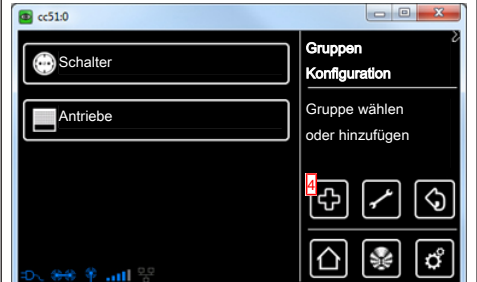 cc51:0
Schalter
Antriebe
Gruppen
Konfiguration
Gruppe wählen
oder hinzufügen
4